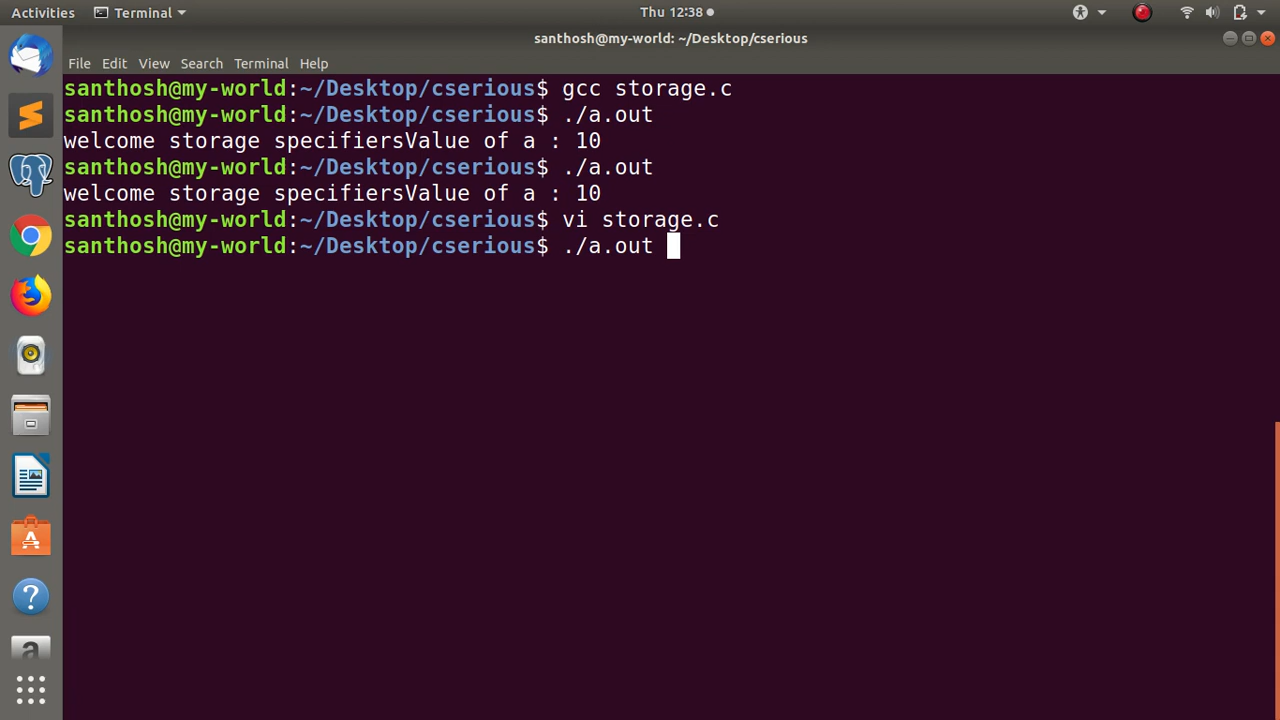 Activities Terminal Thu 12:38
santhosh@my-world: ~/Desktop/cserious
File Edit View Search Terminal Help
santhosh@my-world:~/Desktop/cserious$ gcc storage.c
santhosh@my-world:~/Desktop/cserious$ ./a.out
welcome storage specifiersValue of a : 10
santhosh@my-world:~/Desktop/cserious$ ./a.out
welcome storage specifiersValue of a : 10
santhosh@my-world:~/Desktop/cserious$ vi storage.c
santhosh@my-world:~/Desktop/cserious$ ./a.out